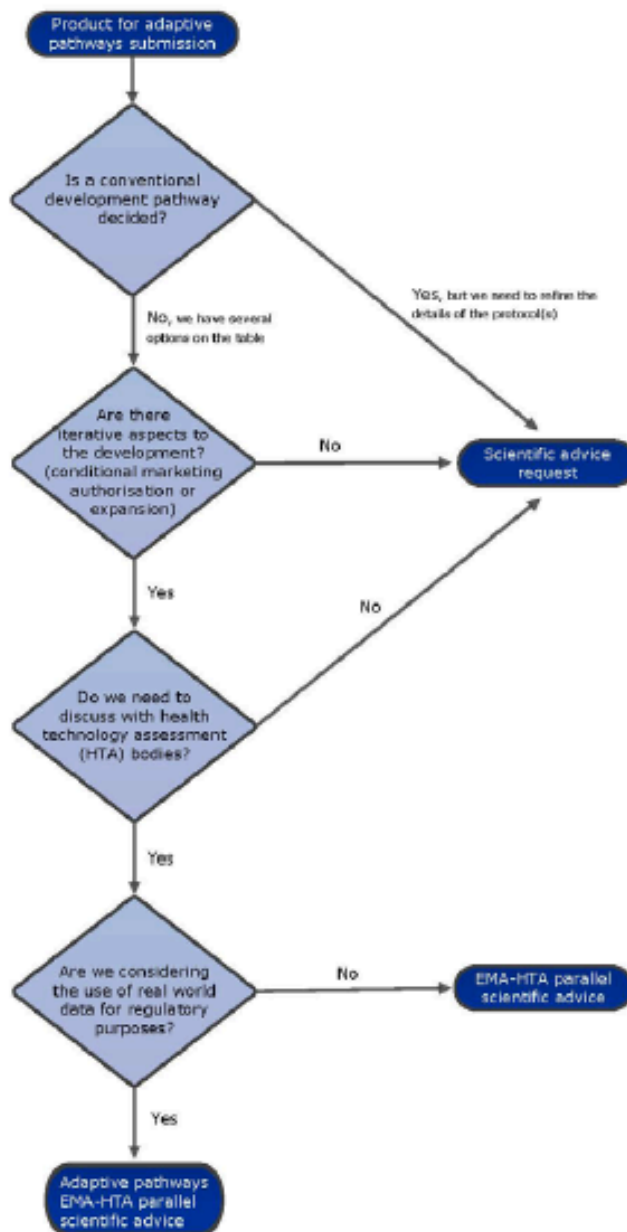 Product for adaptive
pathways submission
Is a conventional
development pathway
decided?
Yes, but we need to refine the
details of the protocol(s)
No, we have several
options on the table
Are there
iterative aspects to
the development?
(conditional marketing
authorisation or
expansion)
No
Scientific advice
request
Yes
No
Do we need to
discuss with health
technology assessment
(HTA) bodies?
Yes
Are we considering
the use of real world
data for regulatory
purposes?
No
EMA-HTA parallel
scientific advice
Yes
Adaptive pathways
EMA-HTA parallel
scientific advice